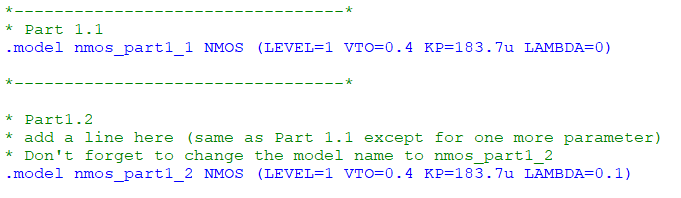 *---------------------------------*
* Part 1.1
.model nmos_part1_1 NMOS (LEVEL=1 VTO=0.4 KP=183.7u LAMBDA=0)
*---------------------------------*
* Part1.2
* add a line here (same as Part 1.1 except for one more parameter)
* Don't forget to change the model name to nmos_part1_2
.model nmos_part1_2 NMOS (LEVEL=1 VTO=0.4 KP=183.7u LAMBDA=0.1)